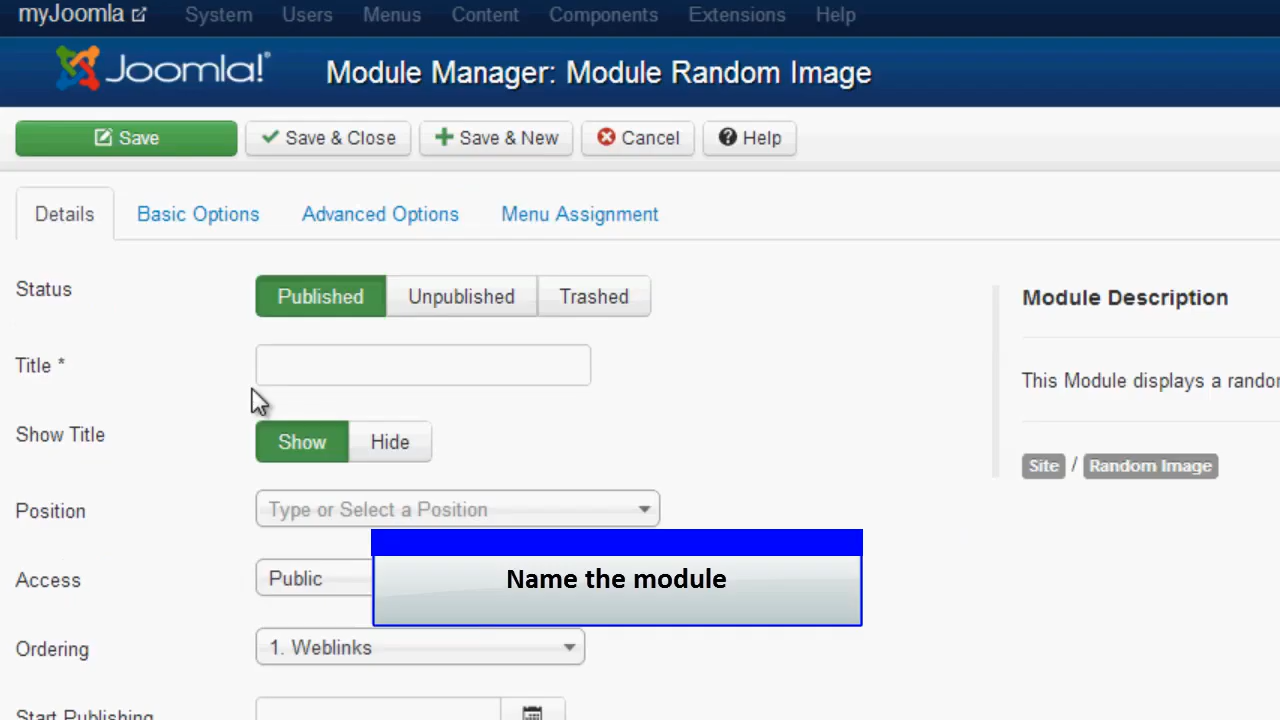 myJoomla System Users Menus Content Components Extensions Help
Joomla!® Module Manager: Module Random Image
Save Save & Close Save & New Cancel Help
Details Basic Options Advanced Options Menu Assignment
Status Published Unpublished Trashed
Module Description
Title *
This Module displays a random
Show Title Show Hide
Site / Random Image
Position Type or Select a Position
Access Public
Name the module
Ordering 1. Weblinks
Start Publishing